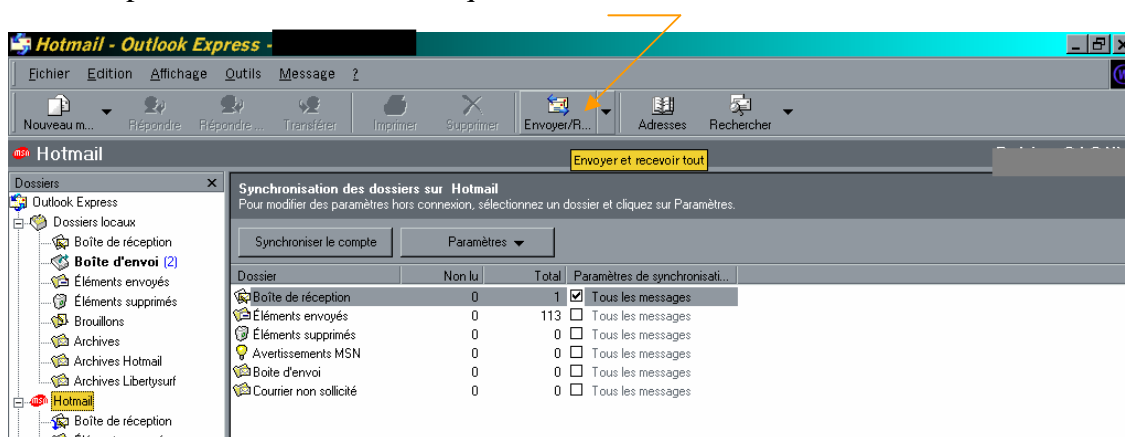 Hotmail - Outlook Express -
Fichier Edition Affichage Outils Message ?
Nouveau m... Répondre Répondre ... Transférer Imprimer Supprimer Envoyer/R... Adresses Rechercher
msn Hotmail
Envoyer et recevoir tout
Dossiers x
Outlook Express
Dossiers locaux
Boîte de réception
Boîte d'envoi (2)
Éléments envoyés
Éléments supprimés
Brouillons
Archives
Archives Hotmail
Archives Libertysurf
msn Hotmail
Boîte de réception
Synchronisation des dossiers sur Hotmail
Pour modifier des paramètres hors connexion, sélectionnez un dossier et cliquez sur Paramètres.
Synchroniser le compte Paramètres
Dossier Non lu Total Paramètres de synchronisati...
Boîte de réception 0 1 Tous les messages
Éléments envoyés 0 113 Tous les messages
Éléments supprimés 0 0 Tous les messages
Avertissements MSN 0 0 Tous les messages
Boite d'envoi 0 0 Tous les messages
Courrier non sollicité 0 0 Tous les messages